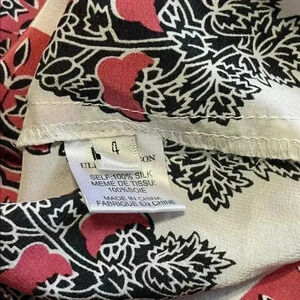 4
SELF:100% SILK
MEME DE TISSU:
100%SOIE
MADE IN CHINA
FABRIQUE EN CHINE